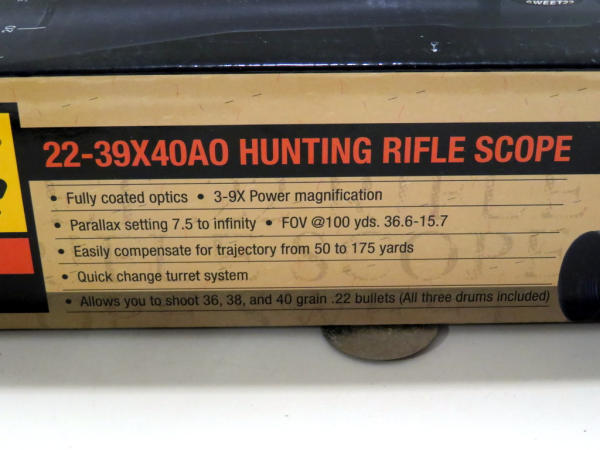 SWEET22
20
22-39X40AO HUNTING RIFLE SCOPE
• Fully coated optics • 3-9X Power magnification
• Parallax setting 7.5 to infinity • FOV @100 yds. 36.6-15.7
• Easily compensate for trajectory from 50 to 175 yards
• Quick change turret system
• Allows you to shoot 36, 38, and 40 grain .22 bullets (All three drums included)